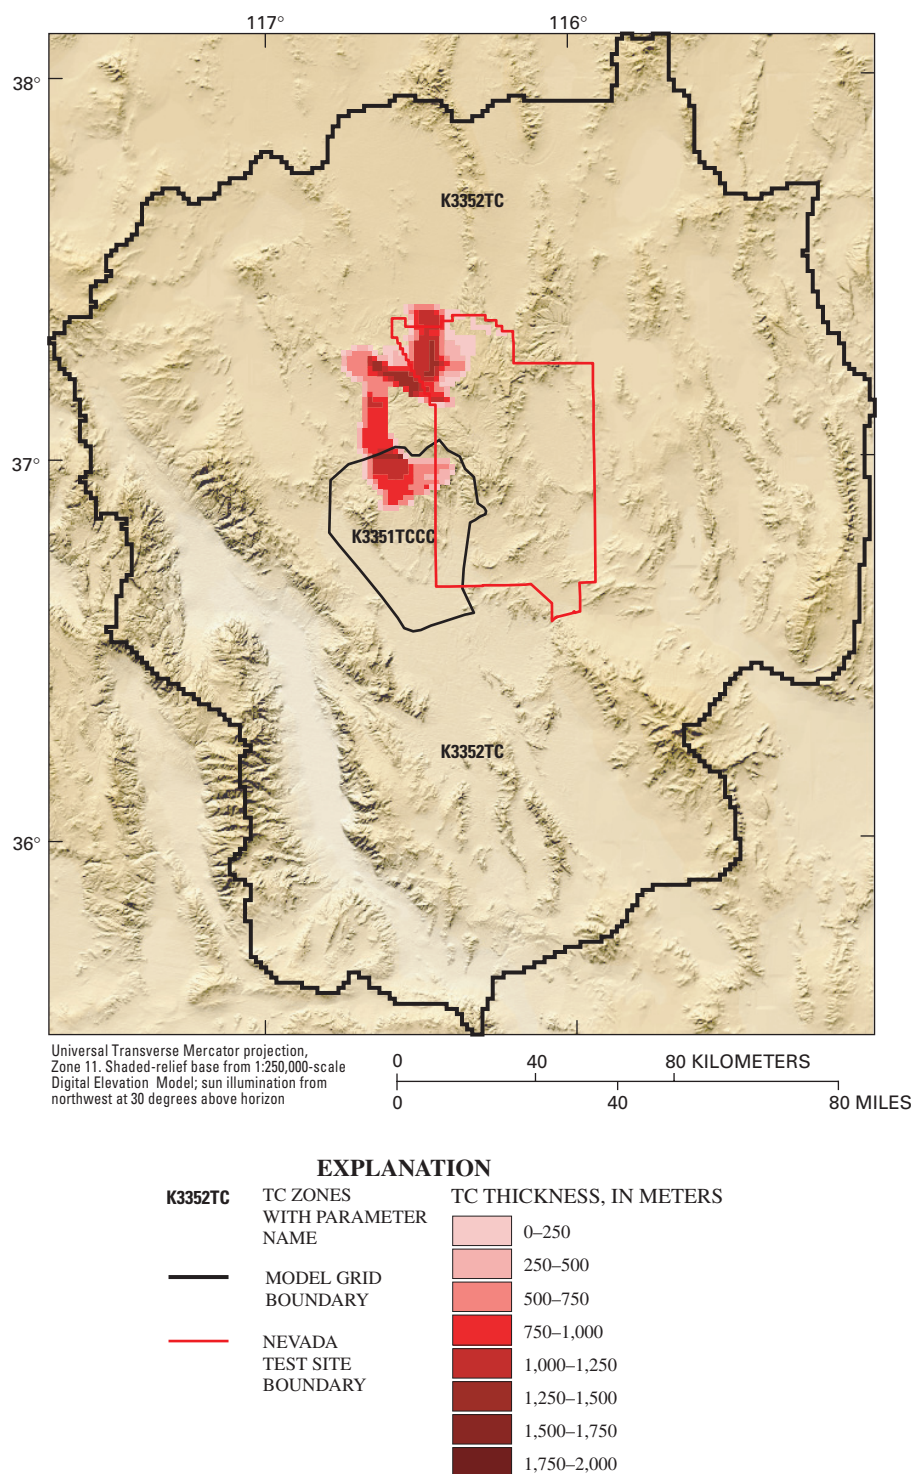 117°
116°
38°
K3352TC
37°
K3351TCCC
K3352TC
36°
Universal Transverse Mercator projection,
Zone 11. Shaded-relief base from 1:250,000-scale
Digital Elevation Model; sun illumination from
northwest at 30 degrees above horizon
0 40 80 KILOMETERS
0 40 80 MILES
EXPLANATION
K3352TC
TC ZONES
WITH PARAMETER
NAME
MODEL GRID
BOUNDARY
NEVADA
TEST SITE
BOUNDARY
TC THICKNESS, IN METERS
0–250
250–500
500–750
750–1,000
1,000–1,250
1,250–1,500
1,500–1,750
1,750–2,000